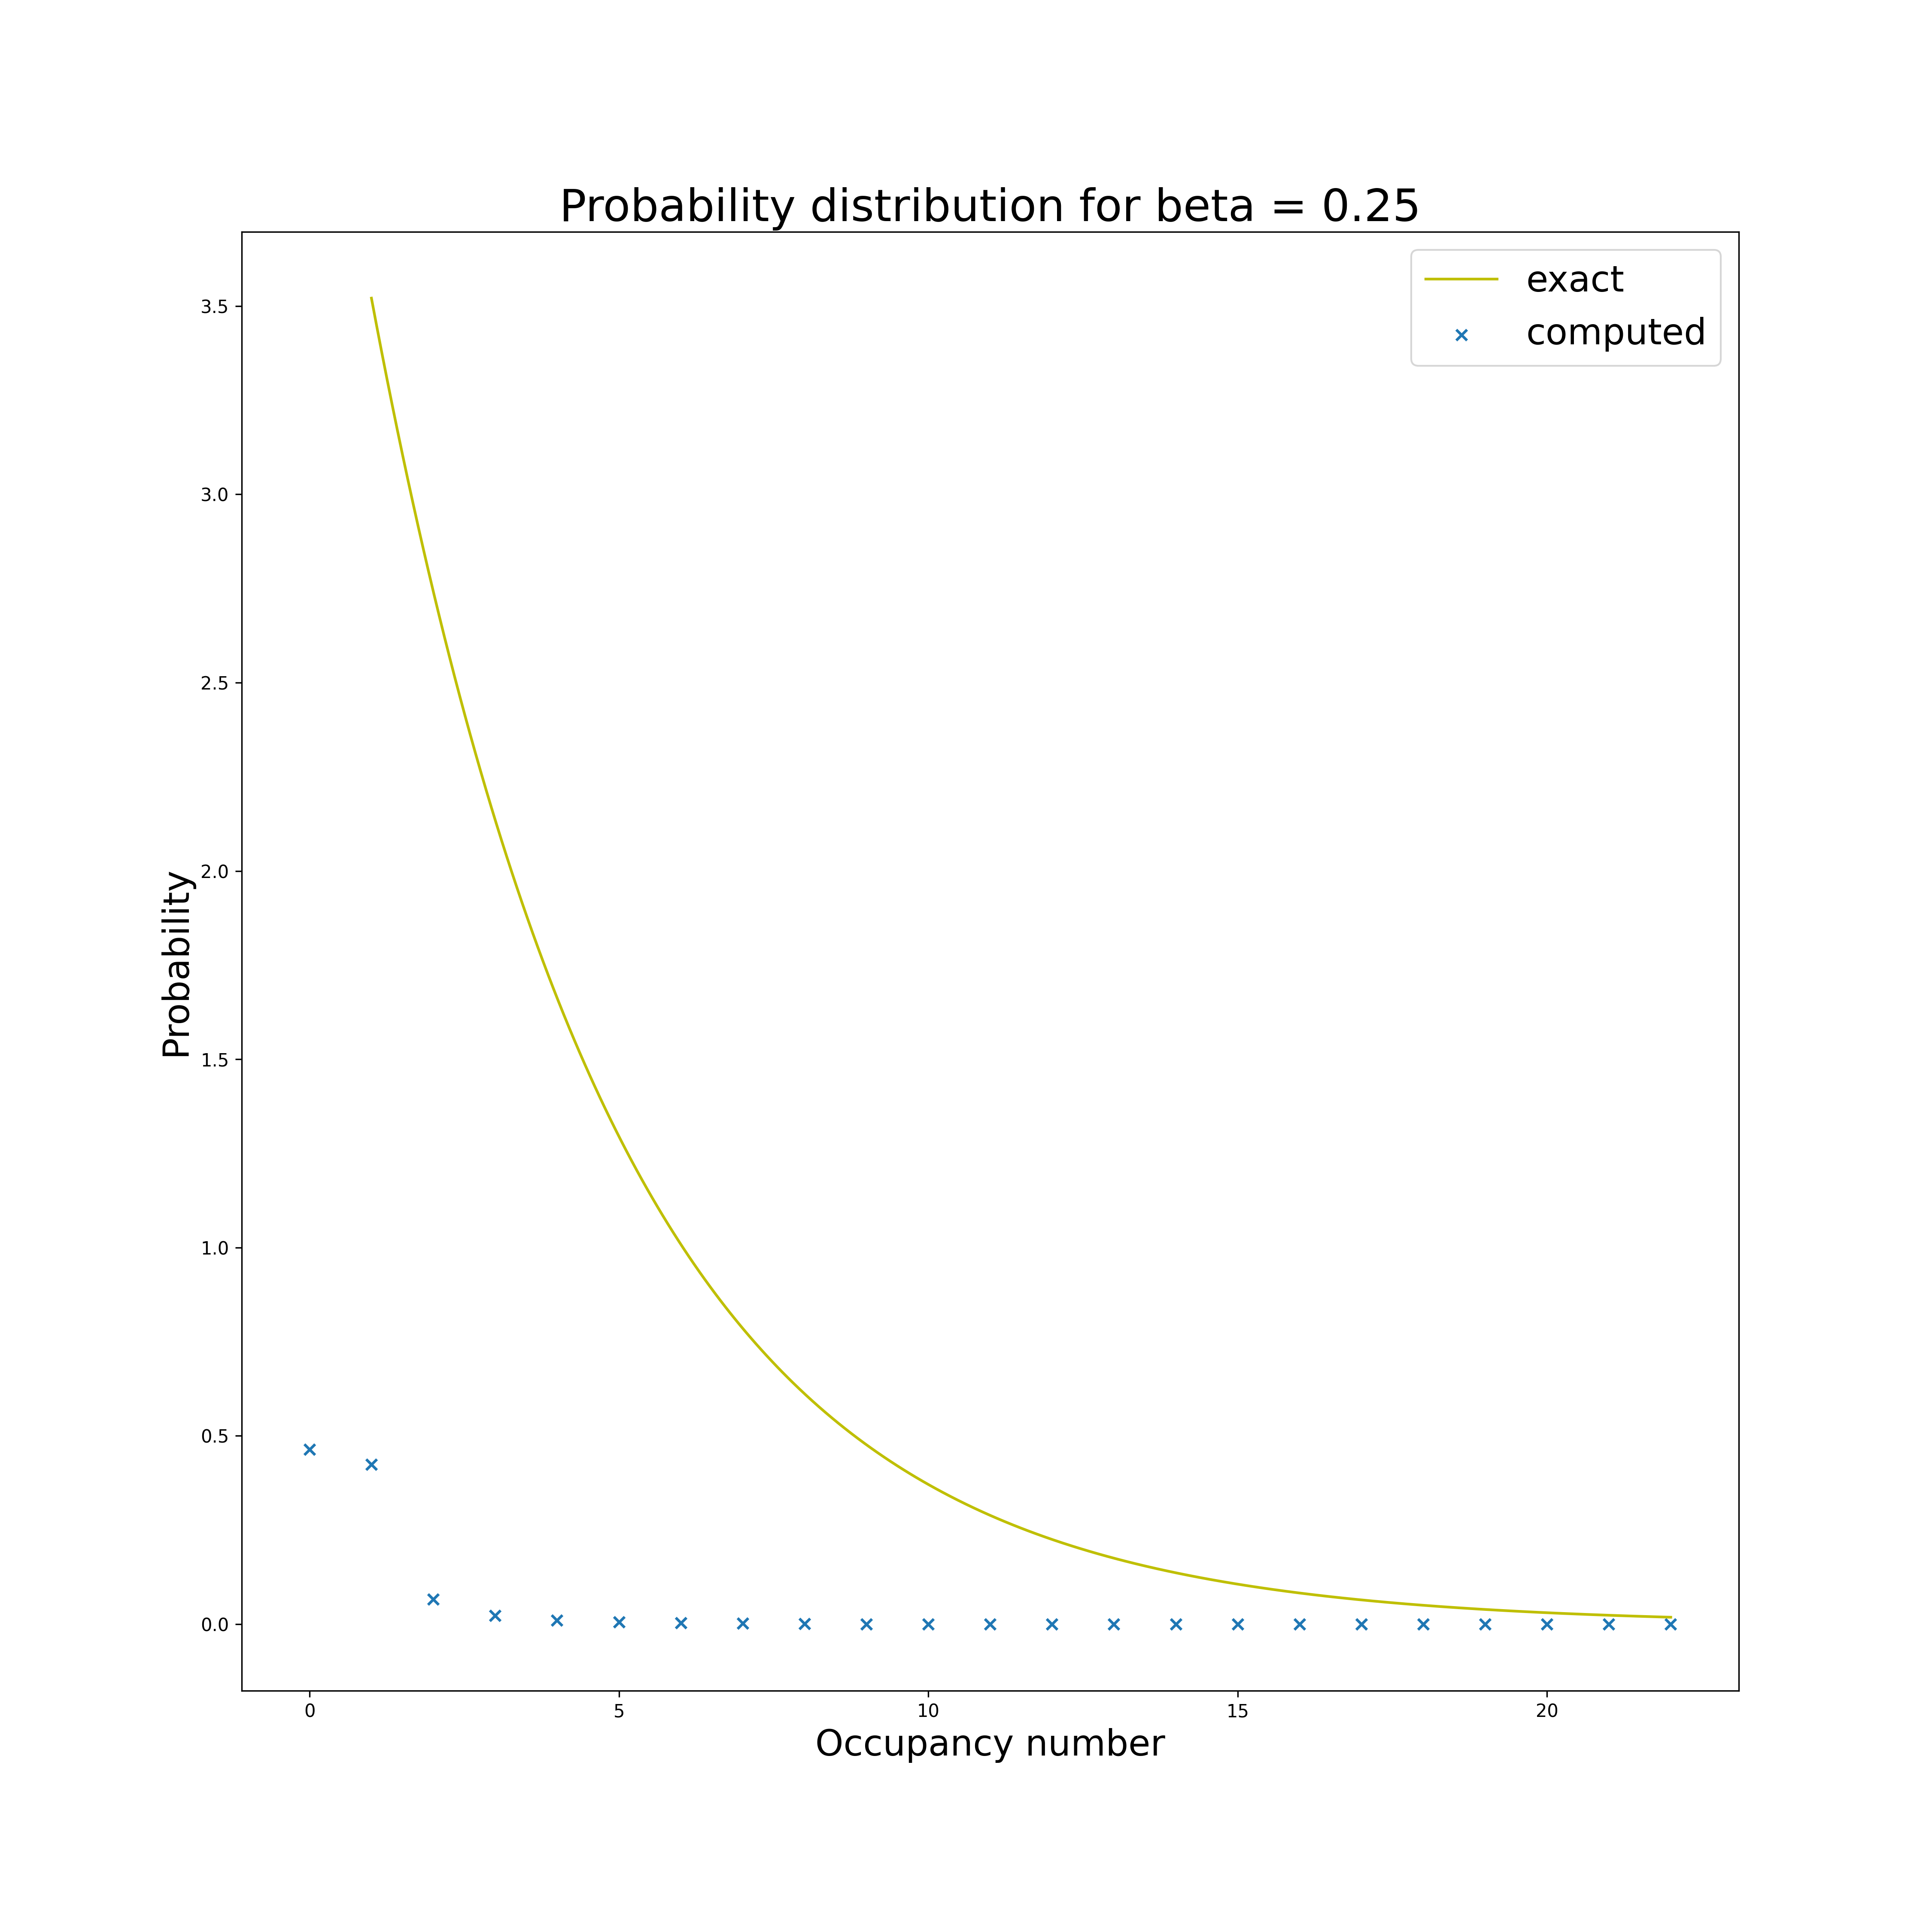 Probability distribution for beta = 0.25
exact
computed
3.5
3.0
2.5
2.0
1.5
1.0
0.5
0.0
Probability
0 5 10 15 20
Occupancy number